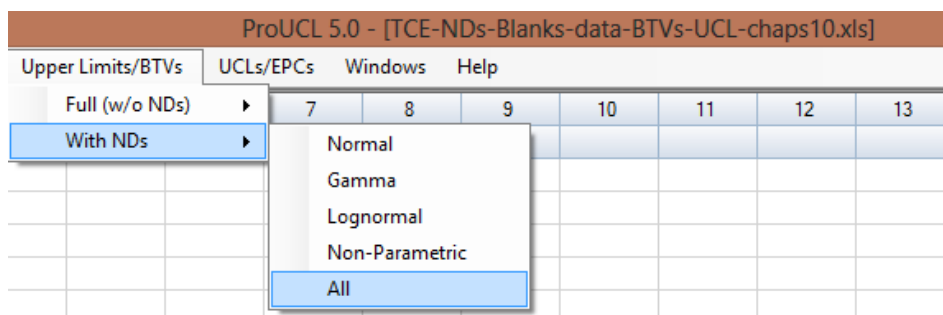 ProUCL 5.0 - [TCE-NDs-Blanks-data-BTVs-UCL-chaps10.xls]
Upper Limits/BTVs UCLs/EPCs Windows Help
Full (w/o NDs) 7 8 9 10 11 12 13
With NDs
Normal
Gamma
Lognormal
Non-Parametric
All